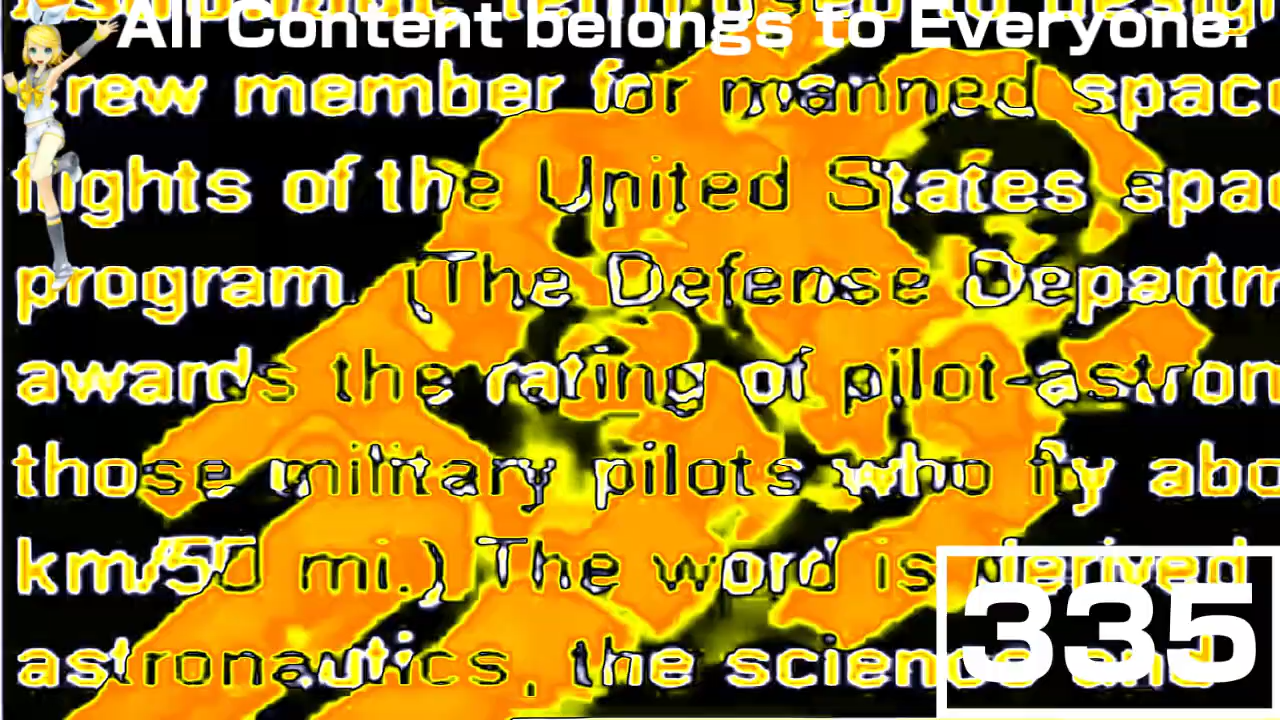 All Content belongs to Everyone.
rew member for manned spac
flights of the United States spac
program. (The Defense Departm
awards the rating of pilot-astron
those military pilots who fly abo
km/50 mi.) The word is derived
astronautics, the science and
335